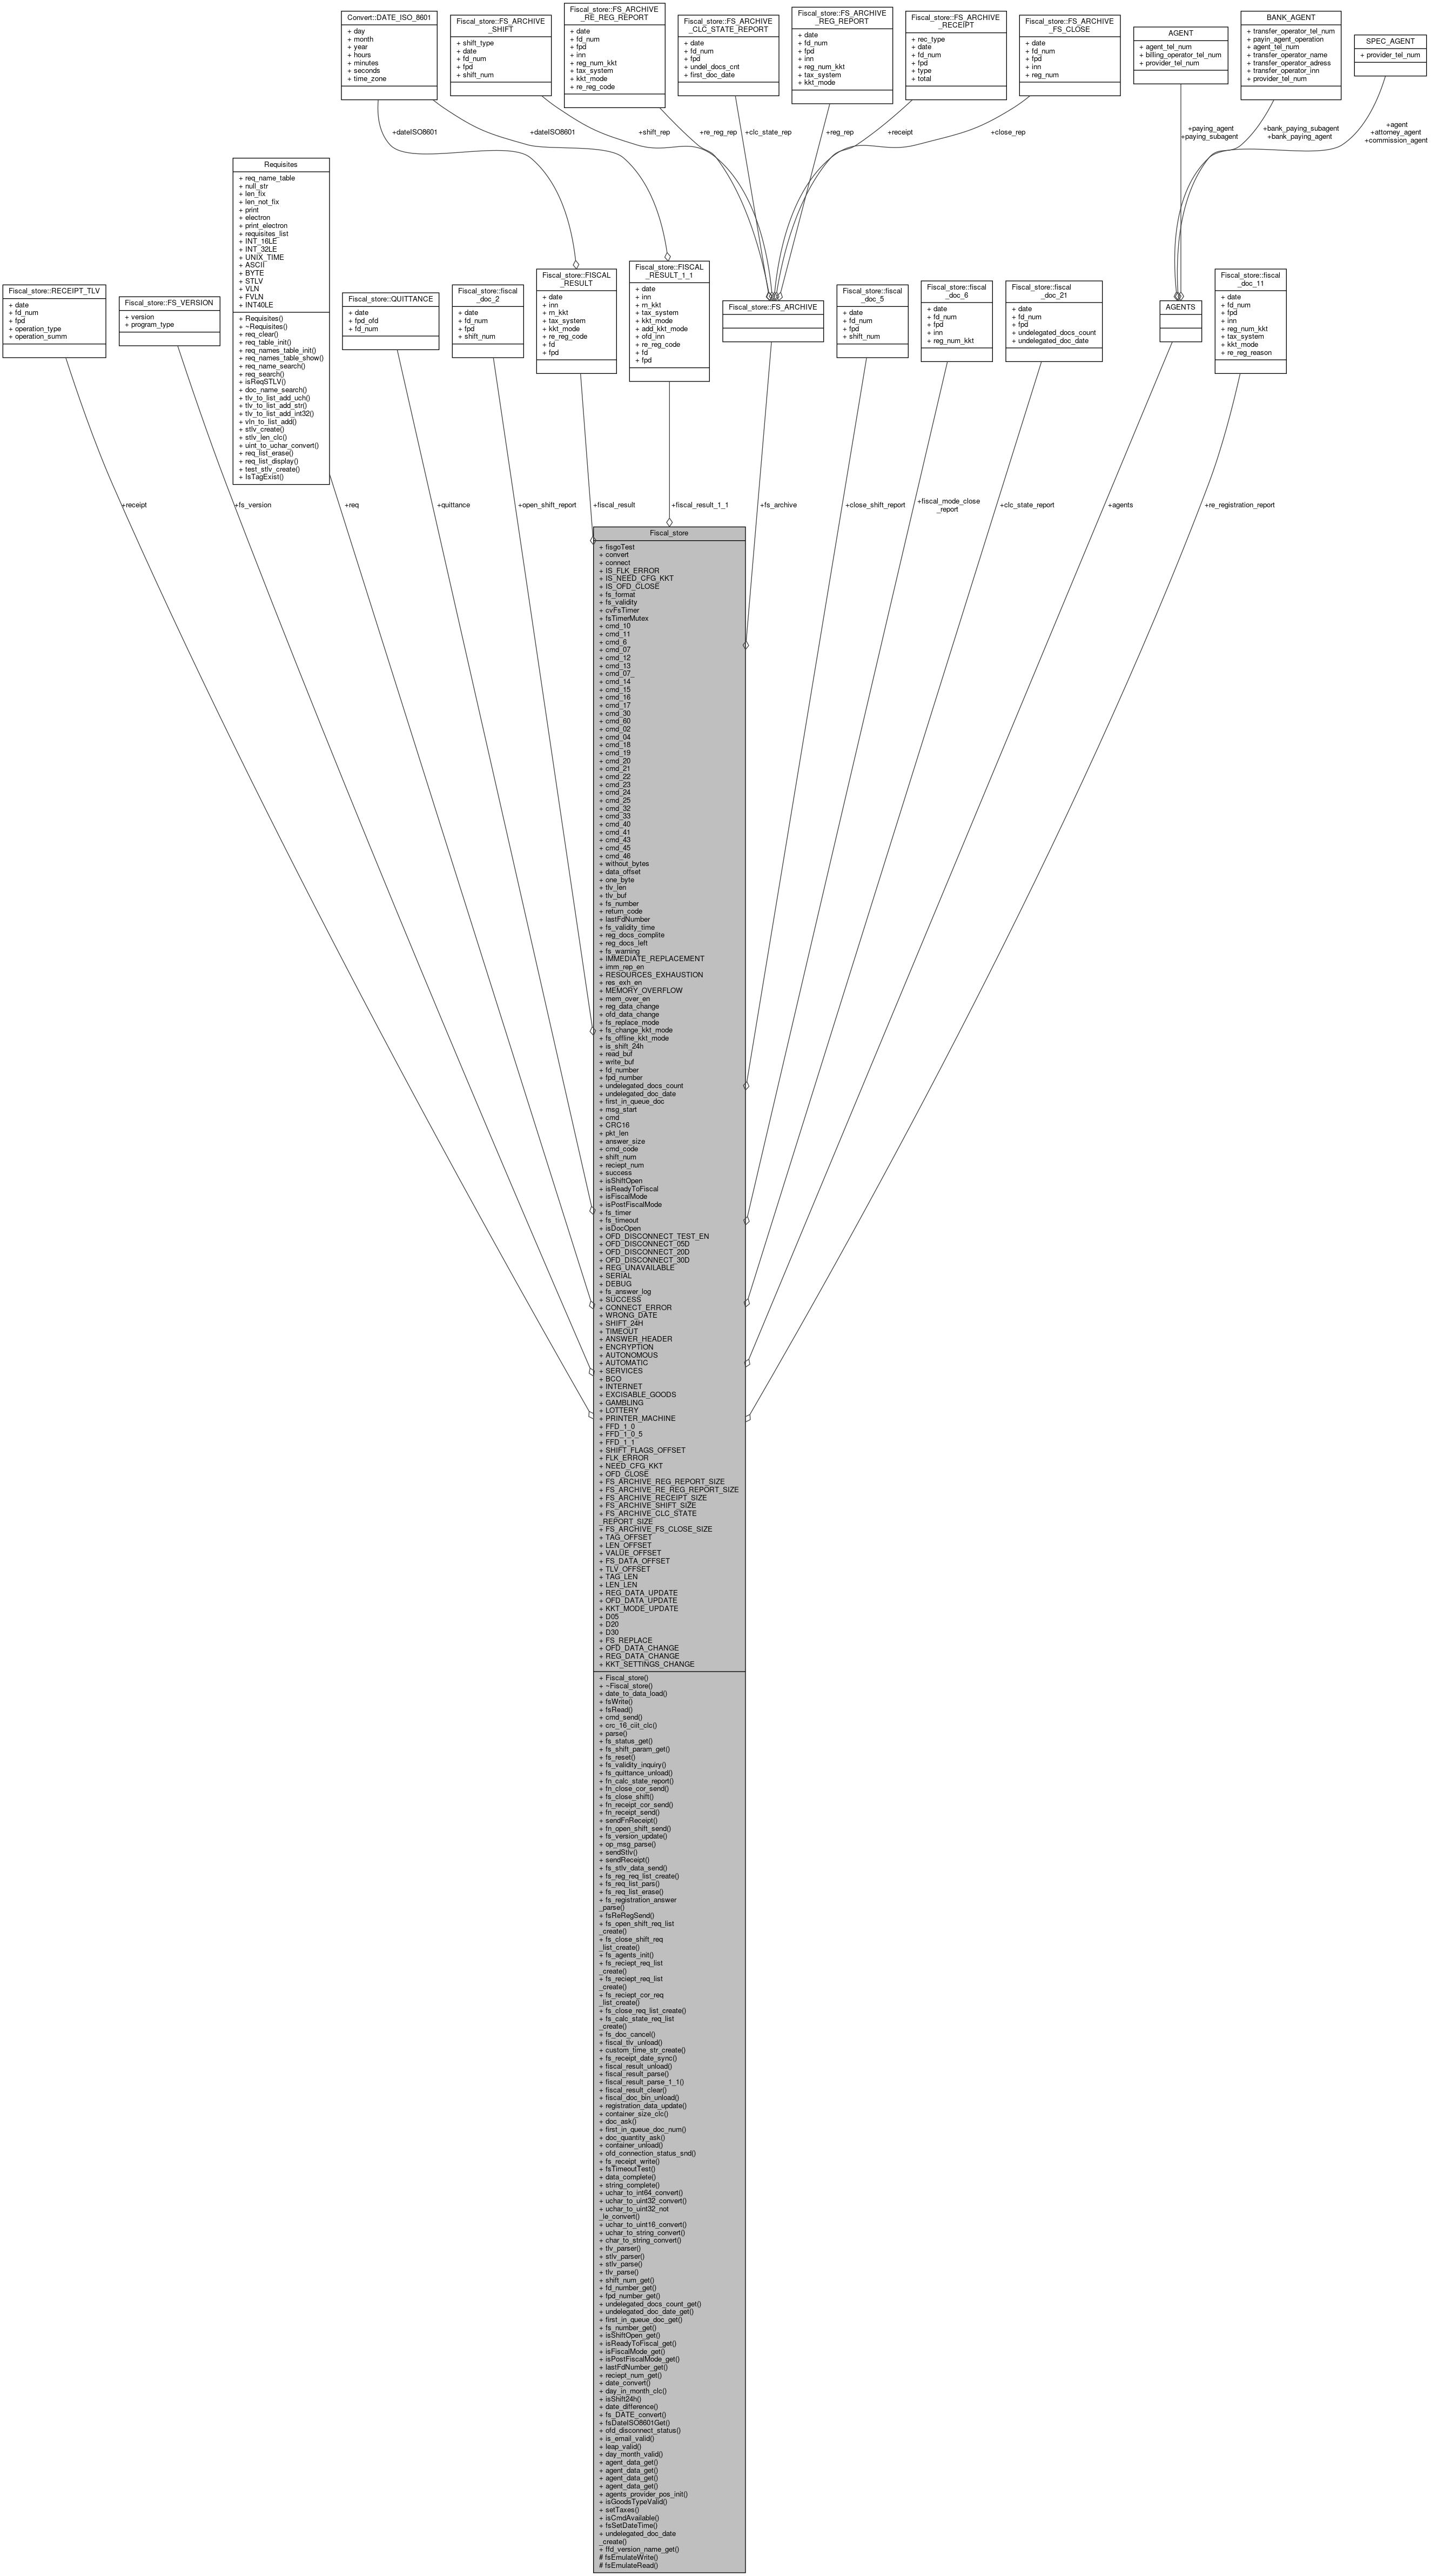 Convert::DATE_ISO_8601
+ day
+ month
+ year
+ hours
+ minutes
+ seconds
+ time_zone
Fiscal_store::FS_ARCHIVE
_SHIFT
+ shift_type
+ date
+ fd_num
+ fpd
+ shift_num
Fiscal_store::FS_ARCHIVE
_RE_REG_REPORT
+ date
+ fd_num
+ fpd
+ inn
+ reg_num_kkt
+ tax_system
+ kkt_mode
+ re_reg_code
Fiscal_store::FS_ARCHIVE
_CLC_STATE_REPORT
+ date
+ fd_num
+ fpd
+ undel_docs_cnt
+ first_doc_date
Fiscal_store::FS_ARCHIVE
_REG_REPORT
+ date
+ fd_num
+ fpd
+ inn
+ reg_num_kkt
+ tax_system
+ kkt_mode
Fiscal_store::FS_ARCHIVE
_RECEIPT
+ rec_type
+ date
+ fd_num
+ fpd
+ type
+ total
Fiscal_store::FS_ARCHIVE
_FS_CLOSE
+ date
+ fd_num
+ fpd
+ inn
+ reg_num
AGENT
+ agent_tel_num
+ billing_operator_tel_num
+ provider_tel_num
BANK_AGENT
+ transfer_operator_tel_num
+ payin_agent_operation
+ agent_tel_num
+ transfer_operator_name
+ transfer_operator_adress
+ transfer_operator_inn
+ provider_tel_num
SPEC_AGENT
+ provider_tel_num
+dateISO8601
+dateISO8601
+shift_rep
+re_reg_rep
+clc_state_rep
+reg_rep
+receipt
+close_rep
+paying_agent
+paying_subagent
+bank_paying_subagent
+bank_paying_agent
+agent
+attorney_agent
+commission_agent
Fiscal_store::RECEIPT_TLV
+ date
+ fd_num
+ fpd
+ operation_type
+ operation_summ
Fiscal_store::FS_VERSION
+ version
+ program_type
Requisites
+ req_name_table
+ null_str
+ len_fix
+ len_not_fix
+ print
+ electron
+ print_electron
+ requisites_list
+ INT_16LE
+ INT_32LE
+ UNIX_TIME
+ ASCII
+ BYTE
+ STLV
+ VLN
+ FVLN
+ INT40LE
+ Requisites()
+ ~Requisites()
+ req_clear()
+ req_table_init()
+ req_names_table_init()
+ req_names_table_show()
+ req_name_search()
+ req_search()
+ isReqSTLV()
+ doc_name_search()
+ tlv_to_list_add_uch()
+ tlv_to_list_add_str()
+ tlv_to_list_add_int32()
+ vln_to_list_add()
+ stlv_create()
+ stlv_len_clc()
+ uint_to_uchar_convert()
+ req_list_erase()
+ req_list_display()
+ test_stlv_create()
+ IsTagExist()
Fiscal_store::QUITTANCE
+ date
+ fpd_ofd
+ fd_num
Fiscal_store::fiscal
_doc_2
+ date
+ fd_num
+ fpd
+ shift_num
Fiscal_store::FISCAL
_RESULT
+ date
+ inn
+ rn_kkt
+ tax_system
+ kkt_mode
+ re_reg_code
+ fd
+ fpd
Fiscal_store::FISCAL
_RESULT_1_1
+ date
+ inn
+ rn_kkt
+ tax_system
+ kkt_mode
+ add_kkt_mode
+ ofd_inn
+ re_reg_code
+ fd
+ fpd
Fiscal_store::FS_ARCHIVE
Fiscal_store::fiscal
_doc_5
+ date
+ fd_num
+ fpd
+ shift_num
Fiscal_store::fiscal
_doc_6
+ date
+ fd_num
+ fpd
+ inn
+ reg_num_kkt
Fiscal_store::fiscal
_doc_21
+ date
+ fd_num
+ fpd
+ undelegated_docs_count
+ undelegated_doc_date
AGENTS
Fiscal_store::fiscal
_doc_11
+ date
+ fd_num
+ fpd
+ inn
+ reg_num_kkt
+ tax_system
+ kkt_mode
+ re_reg_reason
+receipt
+fs_version
+req
+quittance
+open_shift_report
+fiscal_result
+fiscal_result_1_1
+fs_archive
+close_shift_report
+fiscal_mode_close
_report
+clc_state_report
+agents
+re_registration_report
Fiscal_store
+ fisgoTest
+ convert
+ connect
+ IS_FLK_ERROR
+ IS_NEED_CFG_KKT
+ IS_OFD_CLOSE
+ fs_format
+ fs_validity
+ cvFsTimer
+ fsTimerMutex
+ cmd_10
+ cmd_11
+ cmd_6
+ cmd_07
+ cmd_12
+ cmd_13
+ cmd_07_
+ cmd_14
+ cmd_15
+ cmd_16
+ cmd_17
+ cmd_30
+ cmd_60
+ cmd_02
+ cmd_04
+ cmd_18
+ cmd_19
+ cmd_20
+ cmd_21
+ cmd_22
+ cmd_23
+ cmd_24
+ cmd_25
+ cmd_32
+ cmd_33
+ cmd_40
+ cmd_41
+ cmd_43
+ cmd_45
+ cmd_46
+ without_bytes
+ data_offset
+ one_byte
+ tlv_len
+ tlv_buf
+ fs_number
+ return_code
+ lastFdNumber
+ fs_validity_time
+ reg_docs_complite
+ reg_docs_left
+ fs_warning
+ IMMEDIATE_REPLACEMENT
+ imm_rep_en
+ RESOURCES_EXHAUSTION
+ res_exh_en
+ MEMORY_OVERFLOW
+ mem_over_en
+ reg_data_change
+ ofd_data_change
+ fs_replace_mode
+ fs_change_kkt_mode
+ fs_offline_kkt_mode
+ is_shift_24h
+ read_buf
+ write_buf
+ fd_number
+ fpd_number
+ undelegated_docs_count
+ undelegated_doc_date
+ first_in_queue_doc
+ msg_start
+ cmd
+ CRC16
+ pkt_len
+ answer_size
+ cmd_code
+ shift_num
+ reciept_num
+ success
+ isShiftOpen
+ isReadyToFiscal
+ isFiscalMode
+ isPostFiscalMode
+ fs_timer
+ fs_timeout
+ isDocOpen
+ OFD_DISCONNECT_TEST_EN
+ OFD_DISCONNECT_05D
+ OFD_DISCONNECT_20D
+ OFD_DISCONNECT_30D
+ REG_UNAVAILABLE
+ SERIAL
+ DEBUG
+ fs_answer_log
+ SUCCESS
+ CONNECT_ERROR
+ WRONG_DATE
+ SHIFT_24H
+ TIMEOUT
+ ANSWER_HEADER
+ ENCRYPTION
+ AUTONOMOUS
+ AUTOMATIC
+ SERVICES
+ BCO
+ INTERNET
+ EXCISABLE_GOODS
+ GAMBLING
+ LOTTERY
+ PRINTER_MACHINE
+ FFD_1_0
+ FFD_1_0_5
+ FFD_1_1
+ SHIFT_FLAGS_OFFSET
+ FLK_ERROR
+ NEED_CFG_KKT
+ OFD_CLOSE
+ FS_ARCHIVE_REG_REPORT_SIZE
+ FS_ARCHIVE_RE_REG_REPORT_SIZE
+ FS_ARCHIVE_RECEIPT_SIZE
+ FS_ARCHIVE_SHIFT_SIZE
+ FS_ARCHIVE_CLC_STATE
_REPORT_SIZE
+ FS_ARCHIVE_FS_CLOSE_SIZE
+ TAG_OFFSET
+ LEN_OFFSET
+ VALUE_OFFSET
+ FS_DATA_OFFSET
+ TLV_OFFSET
+ TAG_LEN
+ LEN_LEN
+ REG_DATA_UPDATE
+ OFD_DATA_UPDATE
+ KKT_MODE_UPDATE
+ D05
+ D20
+ D30
+ FS_REPLACE
+ OFD_DATA_CHANGE
+ REG_DATA_CHANGE
+ KKT_SETTINGS_CHANGE
+ Fiscal_store()
+ ~Fiscal_store()
+ date_to_data_load()
+ fsWrite()
+ fsRead()
+ cmd_send()
+ crc_16_ciit_clc()
+ parse()
+ fs_status_get()
+ fs_shift_param_get()
+ fs_reset()
+ fs_validity_inquiry()
+ fs_quittance_unload()
+ fn_calc_state_report()
+ fn_close_cor_send()
+ fs_close_shift()
+ fn_receipt_cor_send()
+ fn_receipt_send()
+ sendFnReceipt()
+ fn_open_shift_send()
+ fs_version_update()
+ op_msg_parse()
+ sendStlv()
+ sendReceipt()
+ fs_stlv_data_send()
+ fs_reg_req_list_create()
+ fs_req_list_pars()
+ fs_req_list_erase()
+ fs_registration_answer
_parse()
+ fsReRegSend()
+ fs_open_shift_req_list
_create()
+ fs_close_shift_req
_list_create()
+ fs_agents_init()
+ fs_reciept_req_list
_create()
+ fs_reciept_req_list
_create()
+ fs_reciept_cor_req
_list_create()
+ fs_close_req_list_create()
+ fs_calc_state_req_list
_create()
+ fs_doc_cancel()
+ fiscal_tlv_unload()
+ custom_time_str_create()
+ fs_receipt_date_sync()
+ fiscal_result_unload()
+ fiscal_result_parse()
+ fiscal_result_parse_1_1()
+ fiscal_result_clear()
+ fiscal_doc_bin_unload()
+ registration_data_update()
+ container_size_clc()
+ doc_ask()
+ first_in_queue_doc_num()
+ doc_quantity_ask()
+ container_unload()
+ ofd_connection_status_snd()
+ fs_receipt_write()
+ fsTimeoutTest()
+ data_complete()
+ string_complete()
+ uchar_to_int64_convert()
+ uchar_to_uint32_convert()
+ uchar_to_uint32_not
_le_convert()
+ uchar_to_uint16_convert()
+ uchar_to_string_convert()
+ char_to_string_convert()
+ tlv_parser()
+ stlv_parser()
+ stlv_parse()
+ tlv_parse()
+ shift_num_get()
+ fd_number_get()
+ fpd_number_get()
+ undelegated_docs_count_get()
+ undelegated_doc_date_get()
+ first_in_queue_doc_get()
+ fs_number_get()
+ isShiftOpen_get()
+ isReadyToFiscal_get()
+ isFiscalMode_get()
+ isPostFiscalMode_get()
+ lastFdNumber_get()
+ reciept_num_get()
+ date_convert()
+ day_in_month_clc()
+ isShift24h()
+ date_difference()
+ fs_DATE_convert()
+ fsDateISO8601Get()
+ ofd_disconnect_status()
+ is_email_valid()
+ leap_valid()
+ day_month_valid()
+ agent_data_get()
+ agent_data_get()
+ agent_data_get()
+ agent_data_get()
+ agents_provider_pos_init()
+ isGoodsTypeValid()
+ setTaxes()
+ isCmdAvailable()
+ fsSetDateTime()
+ undelegated_doc_date
_create()
+ ffd_version_name_get()
# fsEmulateWrite()
# fsEmulateRead()